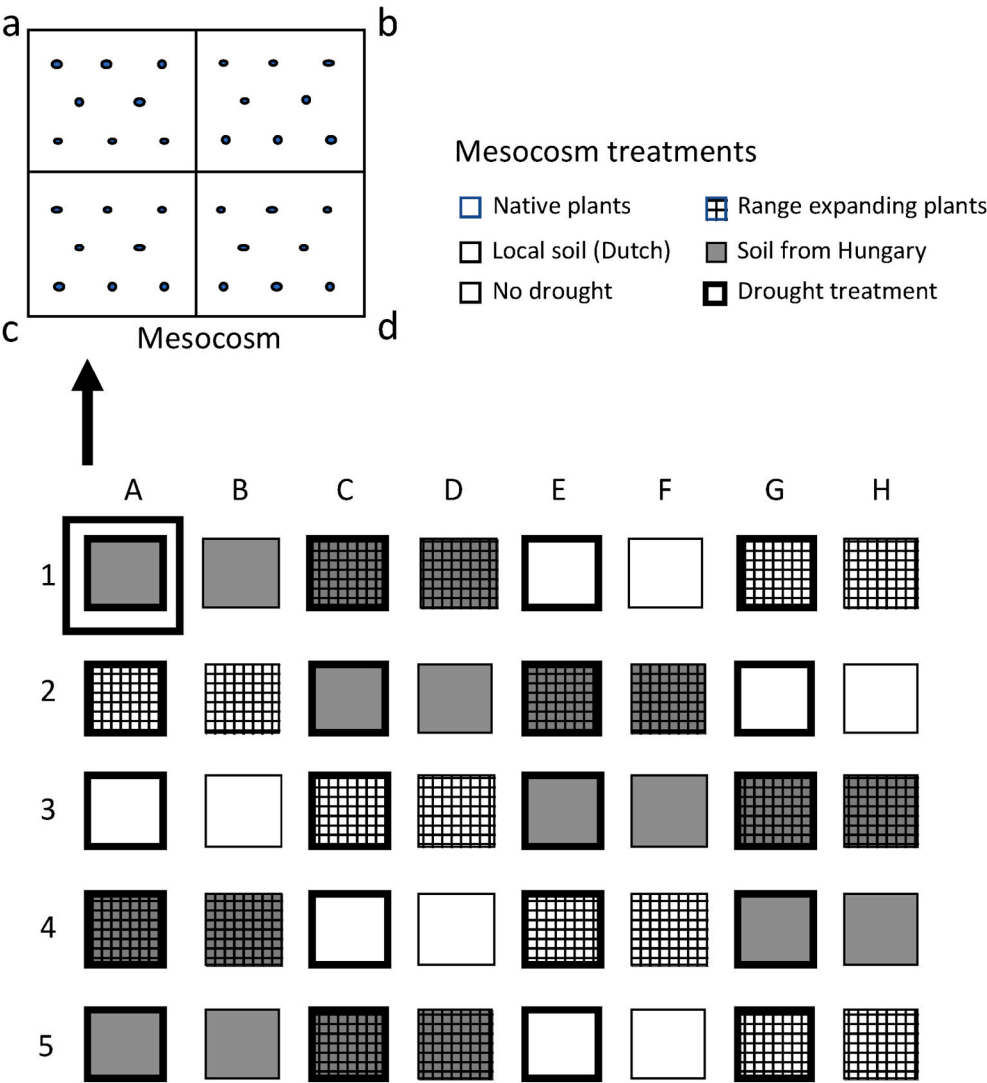 a
b
Mesocosm treatments
Native plants
Range expanding plants
Local soil (Dutch)
Soil from Hungary
No drought
Drought treatment
c
Mesocosm
d
A B C D E F G H
1
2
3
4
5